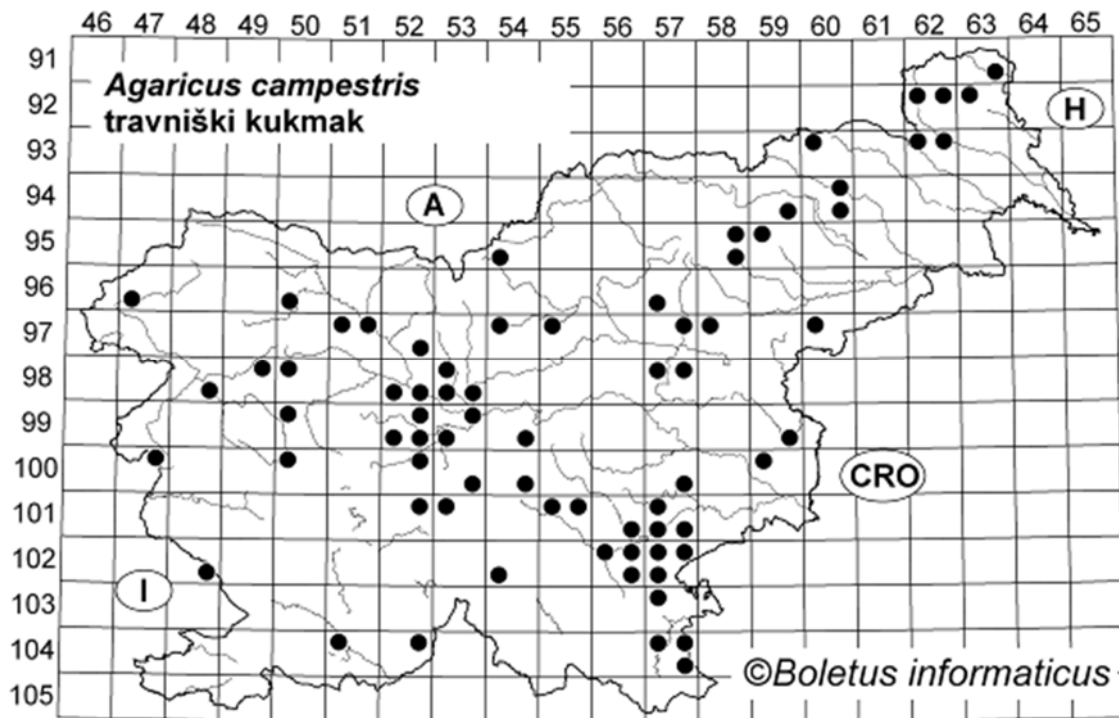 46 47 48 49 50 51 52 53 54 55 56 57 58 59 60 61 62 63 64 65
91
Agaricus campestris
92
H
travniški kukmak
93
94
A
95
96
97
98
99
100
CRO
101
102
I
103
104
©Boletus informaticus
105